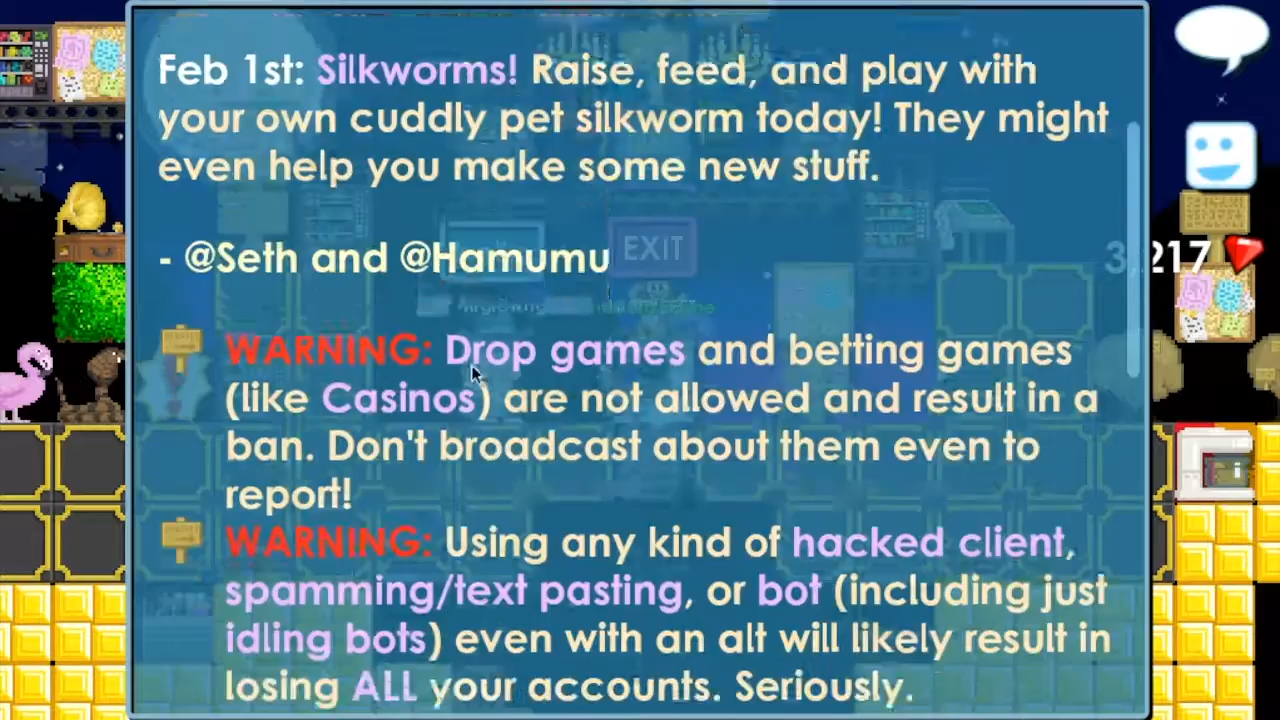 Feb 1st: Silkworms! Raise, feed, and play with
your own cuddly pet silkworm today! They might
even help you make some new stuff.
- @Seth and @Hamumu
EXIT
217
WARNING: Drop games and betting games
(like Casinos) are not allowed and result in a
ban. Don't broadcast about them even to
report!
WARNING: Using any kind of hacked client,
spamming/text pasting, or bot (including just
idling bots) even with an alt will likely result in
losing ALL your accounts. Seriously.